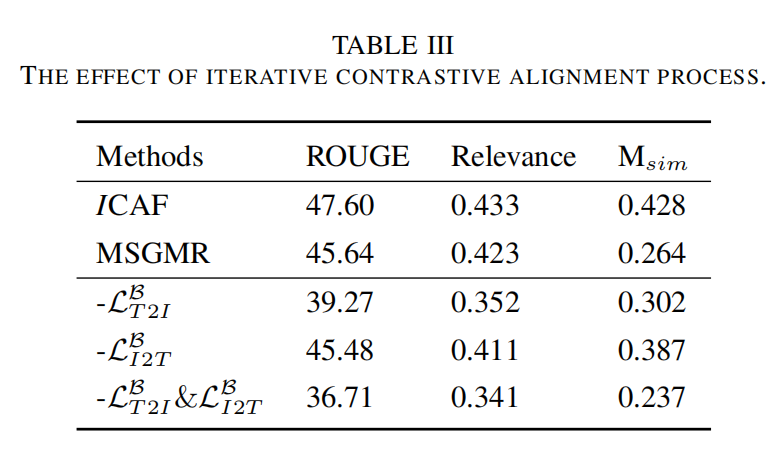 TABLE III
THE EFFECT OF ITERATIVE CONTRASTIVE ALIGNMENT PROCESS.
Methods ROUGE Relevance M_{sim}
ICAF 47.60 0.433 0.428
MSGMR 45.64 0.423 0.264
-\mathcal{L}_{T2I}^{\mathcal{B}} 39.27 0.352 0.302
-\mathcal{L}_{I2T}^{\mathcal{B}} 45.48 0.411 0.387
-\mathcal{L}_{T2I}^{\mathcal{B}}&\mathcal{L}_{I2T}^{\mathcal{B}} 36.71 0.341 0.237